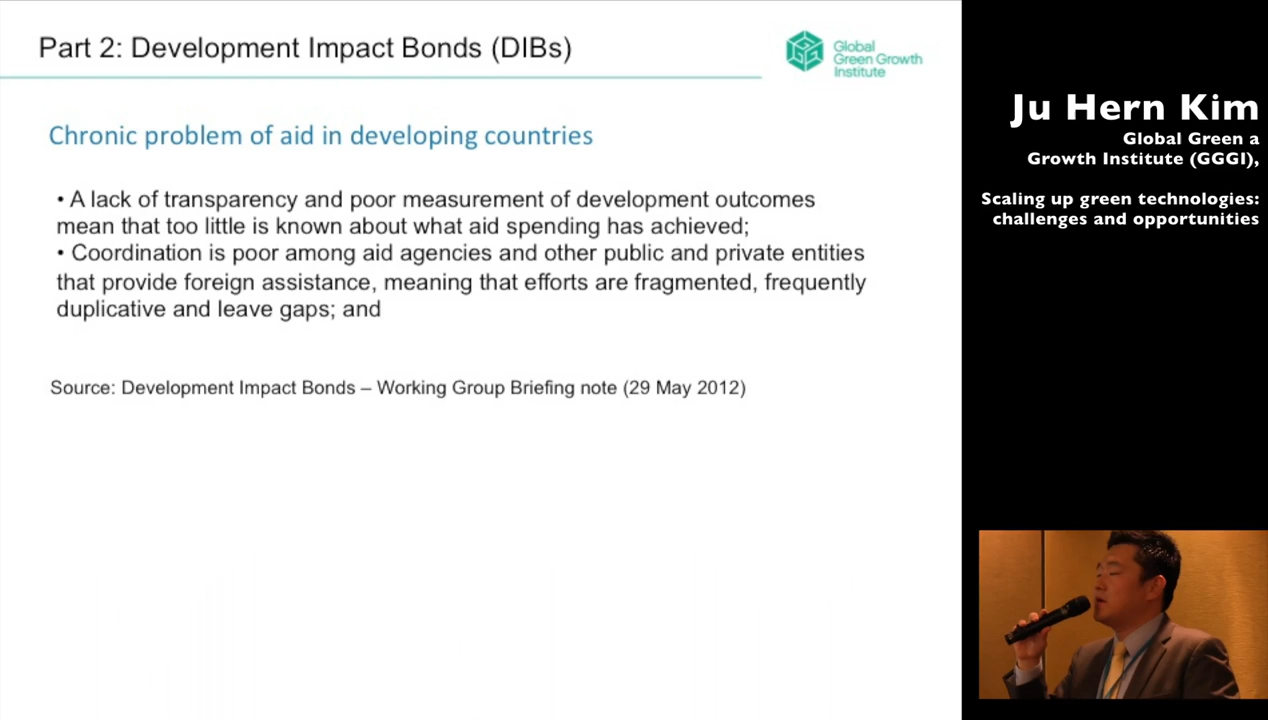 Part 2: Development Impact Bonds (DIBs)
Global
Green Growth
Institute
Chronic problem of aid in developing countries
• A lack of transparency and poor measurement of development outcomes
mean that too little is known about what aid spending has achieved;
• Coordination is poor among aid agencies and other public and private entities
that provide foreign assistance, meaning that efforts are fragmented, frequently
duplicative and leave gaps; and
Source: Development Impact Bonds – Working Group Briefing note (29 May 2012)
Ju Hern Kim
Global Green a
Growth Institute (GGGI),
Scaling up green technologies:
challenges and opportunities